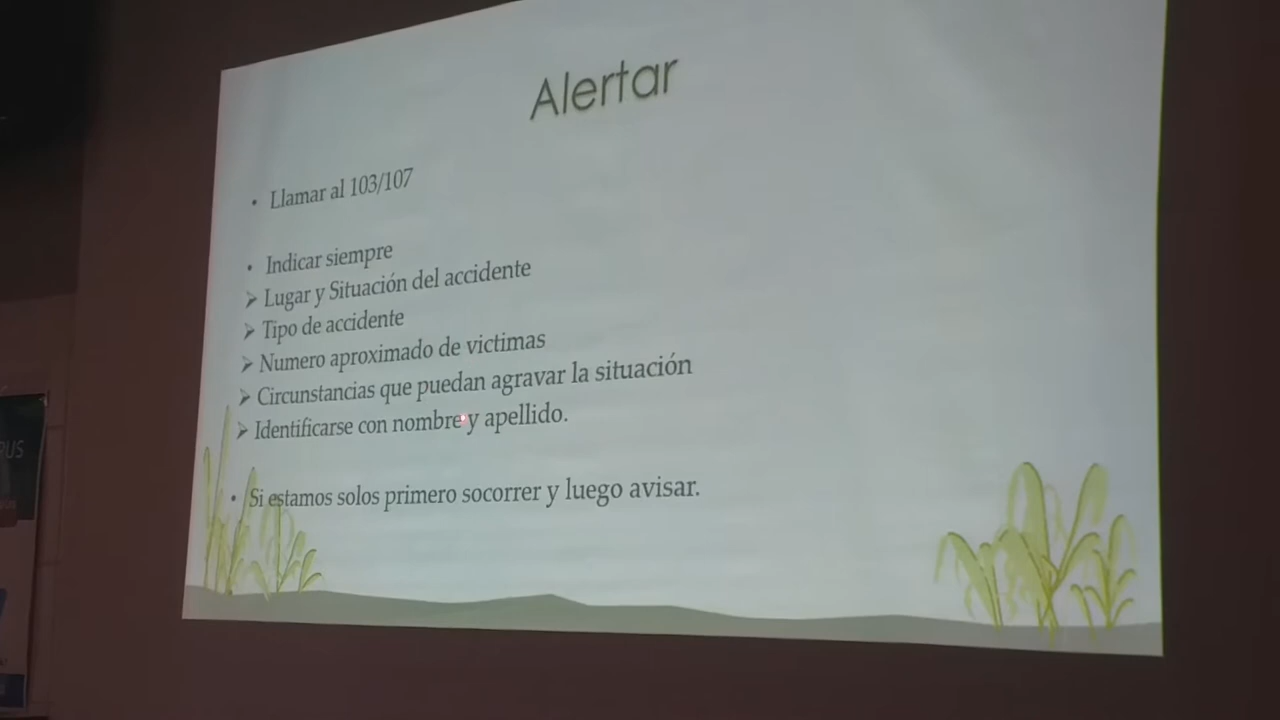 Alertar
• Llamar al 103/107
• Indicar siempre
➢ Lugar y Situación del accidente
➢ Tipo de accidente
➢ Numero aproximado de victimas
➢ Circunstancias que puedan agravar la situación
➢ Identificarse con nombre y apellido.
• Si estamos solos primero socorrer y luego avisar.
RUS